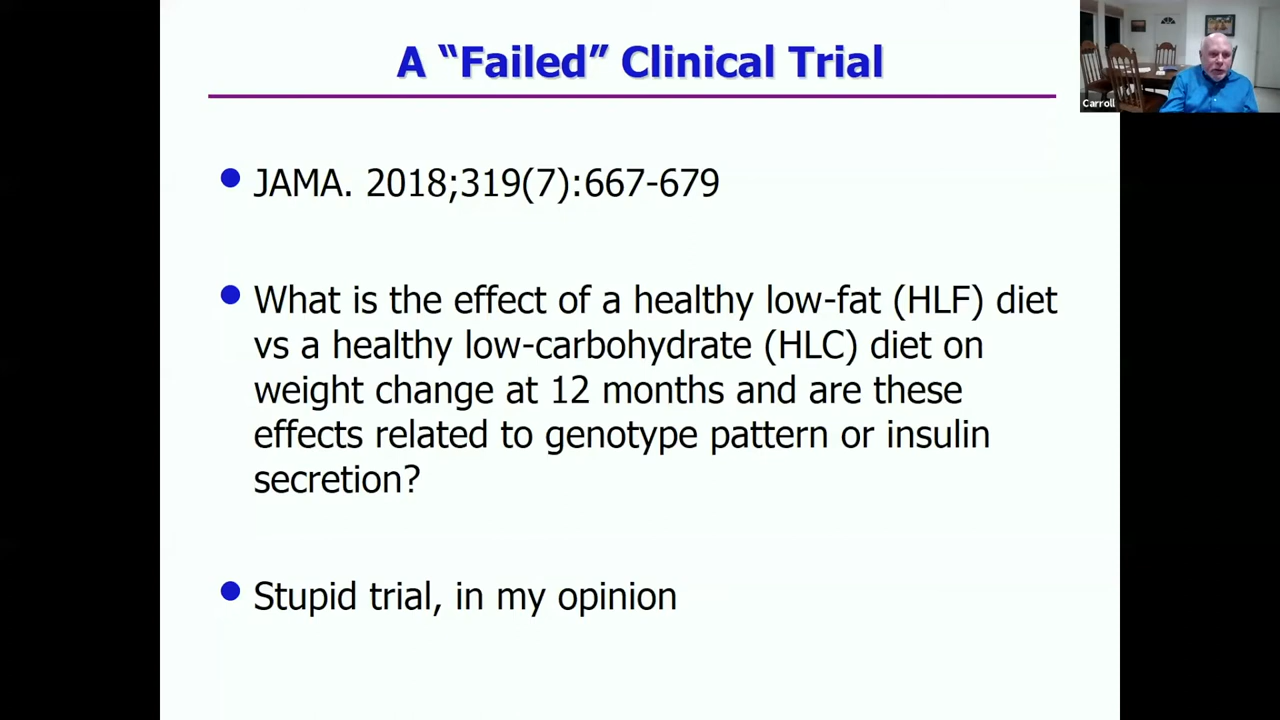 A “Failed” Clinical Trial
Carroll
JAMA. 2018;319(7):667-679
What is the effect of a healthy low-fat (HLF) diet
vs a healthy low-carbohydrate (HLC) diet on
weight change at 12 months and are these
effects related to genotype pattern or insulin
secretion?
Stupid trial, in my opinion